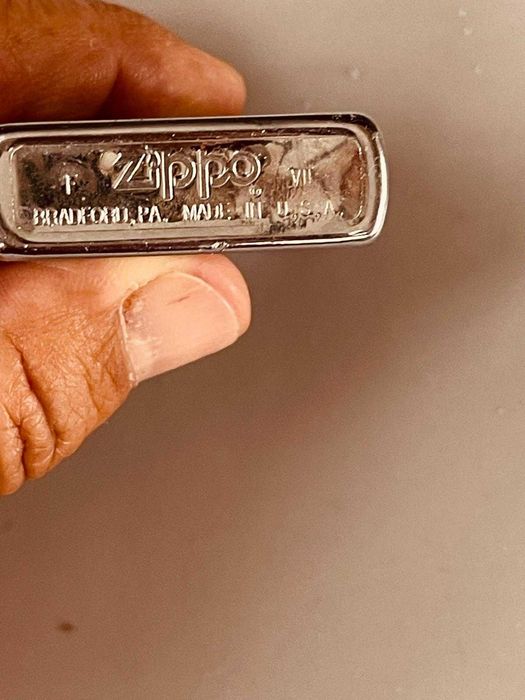 F Zippo VII
BRADFORD, PA. MADE IN U.S.A.